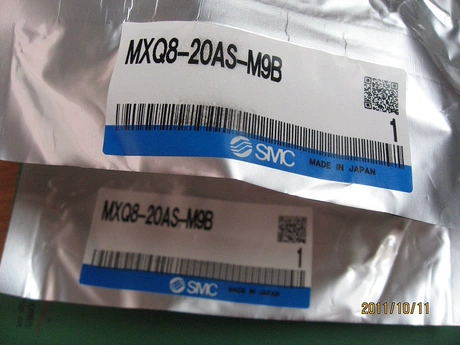 MXQ8-20AS-M9B
1
SMC MADE IN JAPAN
MXQ8-20AS-M9B
1
SMC MADE IN JAPAN
2011/10/11